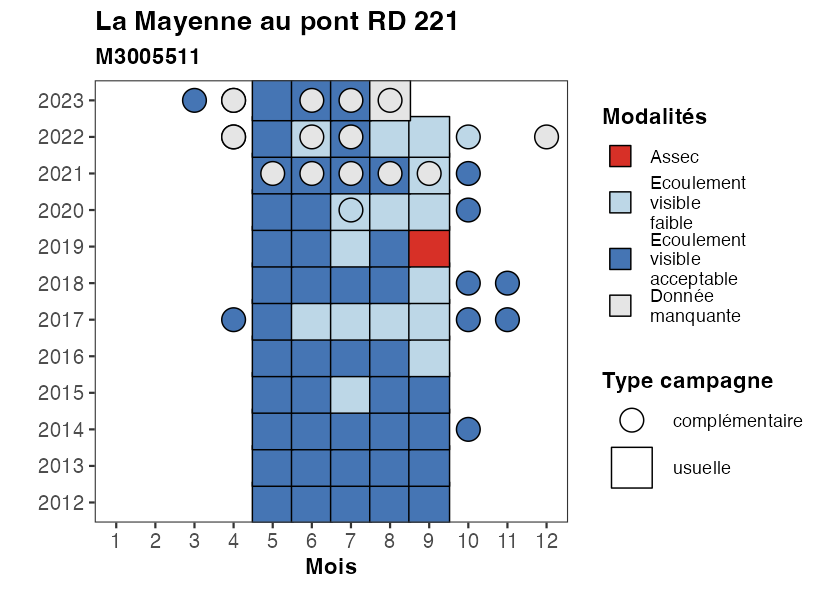 La Mayenne au pont RD 221
M3005511
2023
2022
2021
2020
2019
2018
2017
2016
2015
2014
2013
2012
1 2 3 4 5 6 7 8 9 10 11 12
Mois
Modalités
Assec
Ecoulement
visible
faible
Ecoulement
visible
acceptable
Donnée
manquante
Type campagne
complémentaire
usuelle